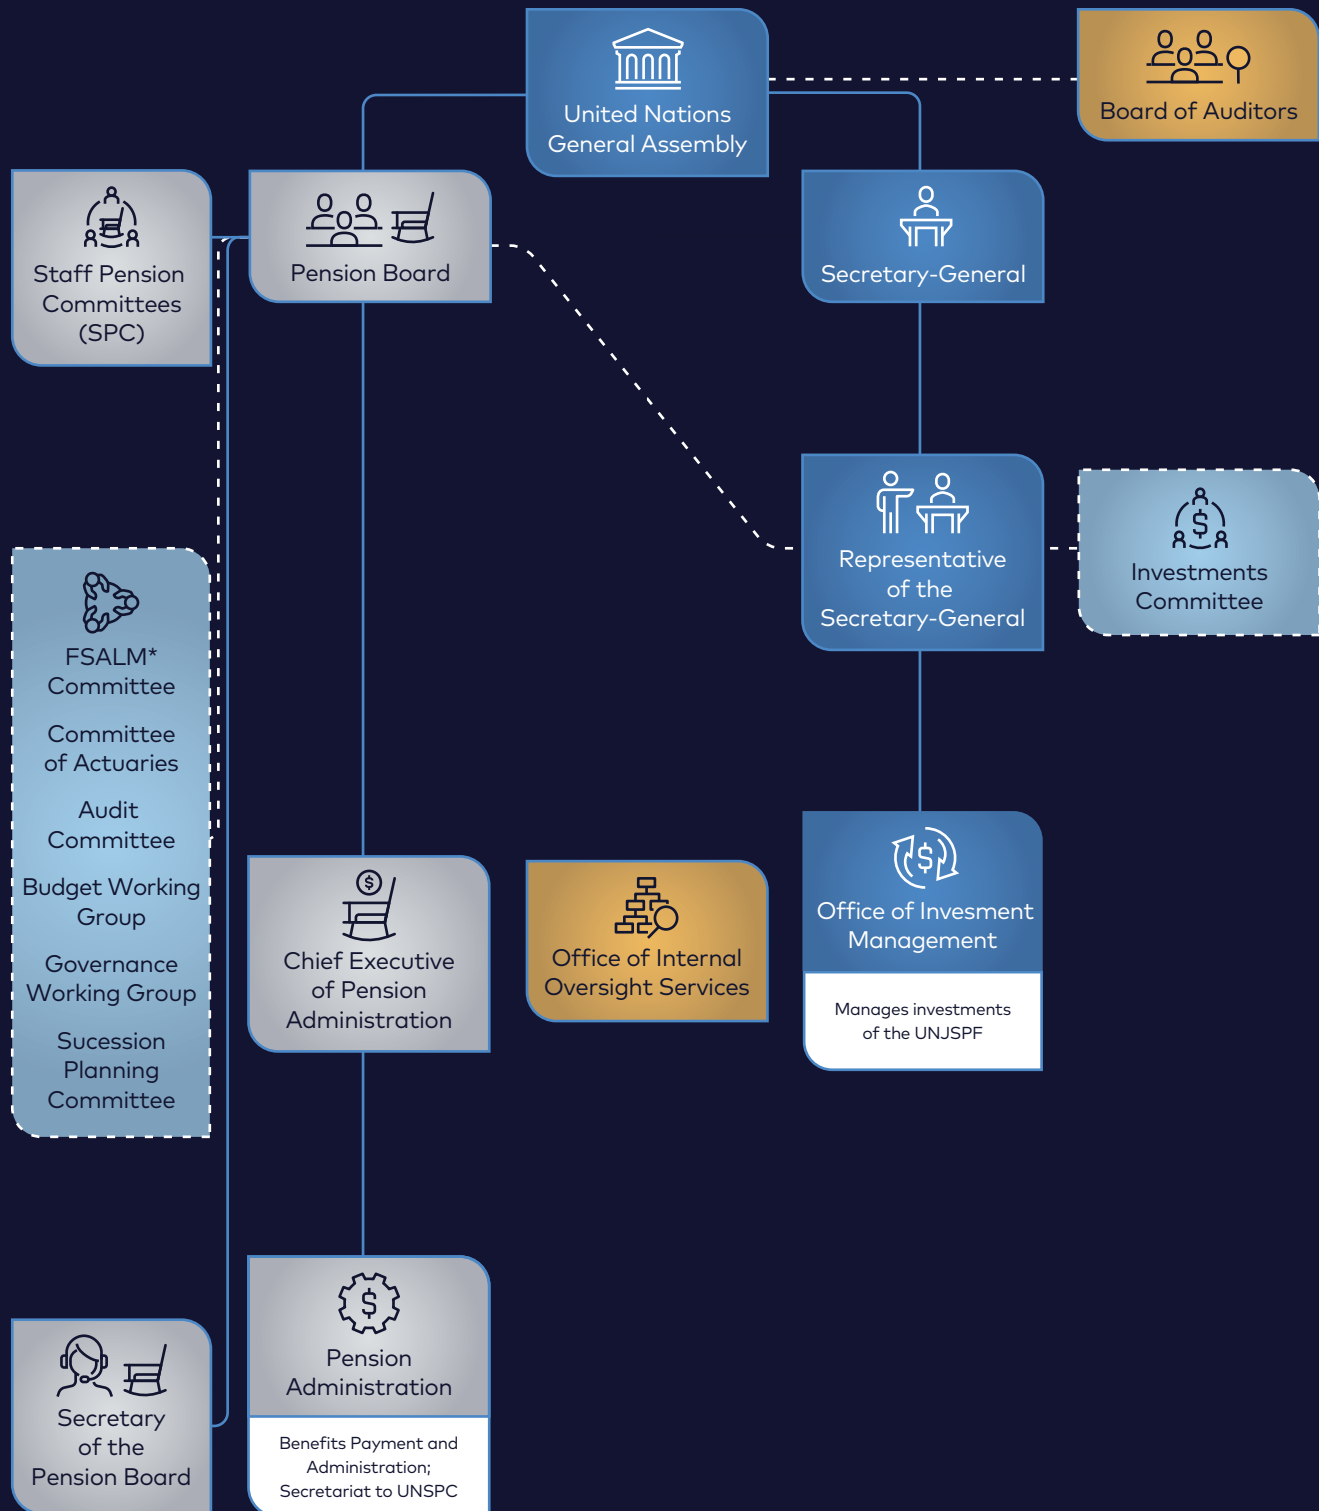 United Nations
General Assembly
Board of Auditors
Staff Pension
Committees
(SPC)
Pension Board
Secretary-General
Representative
of the
Secretary-General
Investments
Committee
FSALM*
Committee
Committee
of Actuaries
Audit
Committee
Budget Working
Group
Governance
Working Group
Sucession
Planning
Committee
Chief Executive
of Pension
Administration
Office of Internal
Oversight Services
Office of Invesment
Management
Manages investments
of the UNJSPF
Secretary
of the
Pension Board
Pension
Administration
Benefits Payment and
Administration;
Secretariat to UNSPC